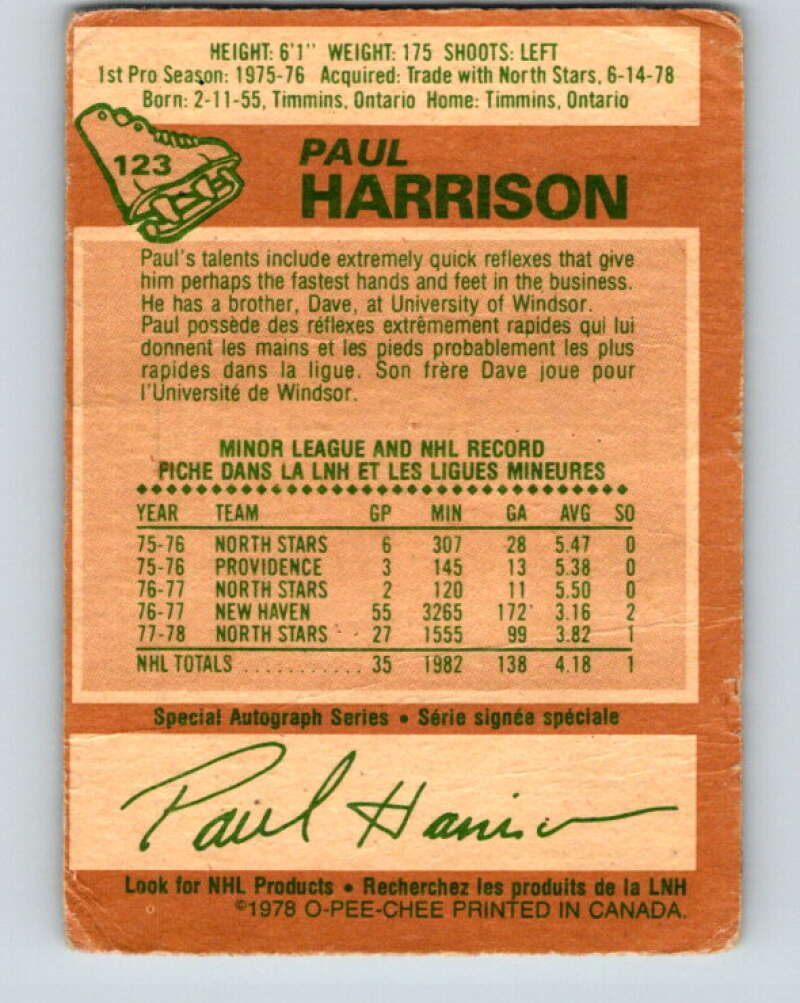 HEIGHT: 6'1" WEIGHT: 175 SHOOTS: LEFT
1st Pro Season: 1975-76 Acquired: Trade with North Stars, 6-14-78
Born: 2-11-55, Timmins, Ontario Home: Timmins, Ontario
123
PAUL
HARRISON
Paul's talents include extremely quick reflexes that give
him perhaps the fastest hands and feet in the business.
He has a brother, Dave, at University of Windsor.
Paul possède des réflexes extrêmement rapides qui lui
donnent les mains et les pieds probablement les plus
rapides dans la ligue. Son frère Dave joue pour
l'Université de Windsor.
MINOR LEAGUE AND NHL RECORD
FICHE DANS LA LNH ET LES LIGUES MINEURES
YEAR TEAM GP MIN GA AVG SO
75-76 NORTH STARS 6 307 28 5.47 0
75-76 PROVIDENCE 3 145 13 5.38 0
76-77 NORTH STARS 2 120 11 5.50 0
76-77 NEW HAVEN 55 3265 172 3.16 2
77-78 NORTH STARS 27 1555 99 3.82 1
NHL TOTALS ........... 35 1982 138 4.18 1
Special Autograph Series • Série signée spéciale
Paul Harrison
Look for NHL Products • Recherchez les produits de la LNH
©1978 O-PEE-CHEE PRINTED IN CANADA.